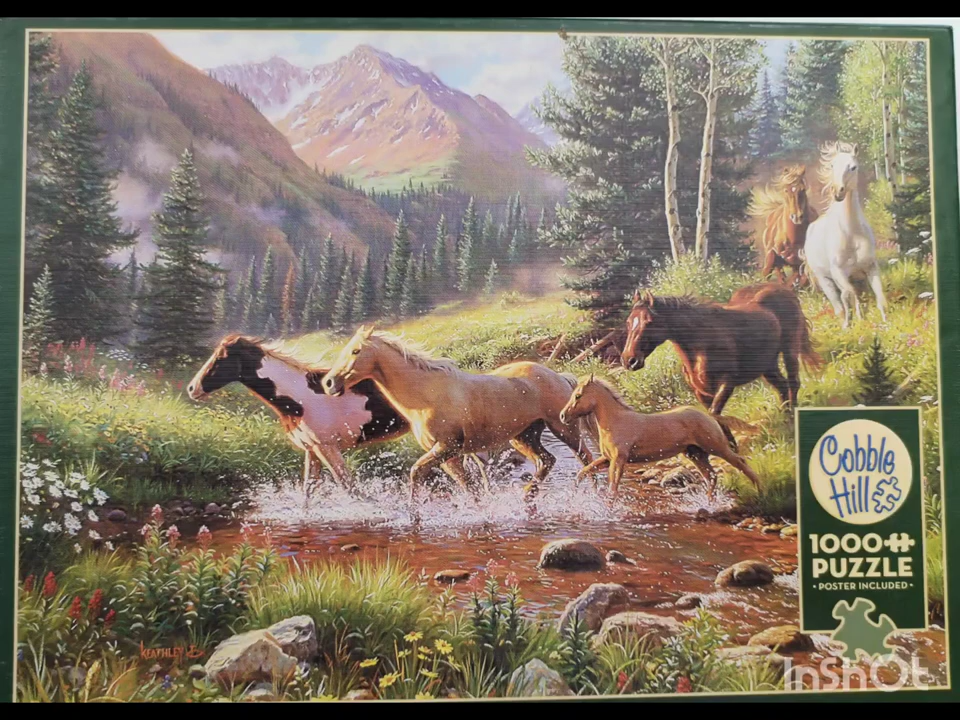 Cobble
Hill
1000
PUZZLE
• POSTER INCLUDED •
InShOt